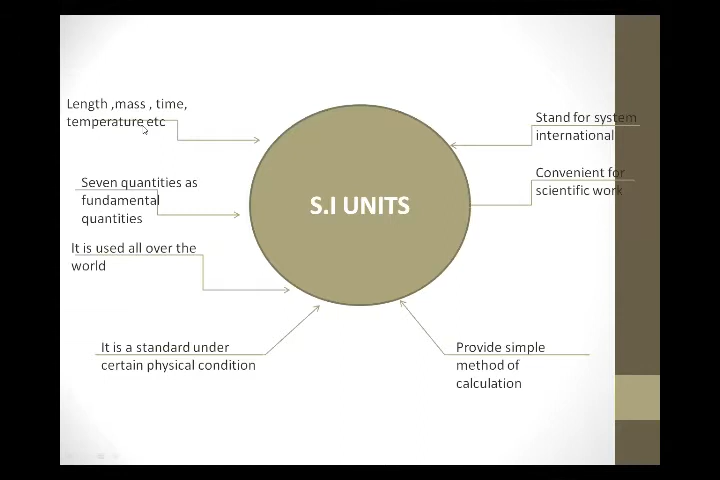 Length ,mass , time,
temperature etc
Stand for system
international
Convenient for
scientific work
Seven quantities as
fundamental
quantities
S.I UNITS
It is used all over the
world
It is a standard under
certain physical condition
Provide simple
method of
calculation